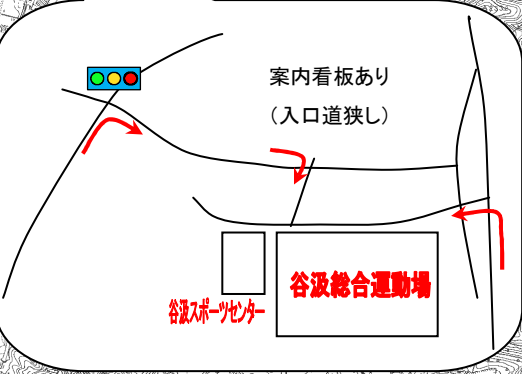 案内看板あり
（入口道狭し）
谷汲総合運動場
谷汲スポーツセンター